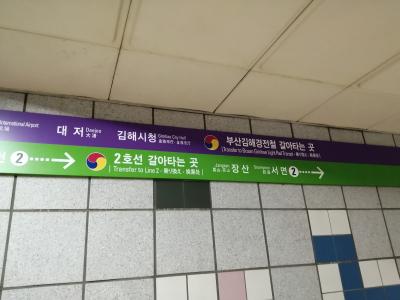 International Airport
대 저 Daejeo
大渚
김해시청 Gimhae City Hall
부산김해경전철 갈아타는 곳
(Transfer to Busan Gimhae Light Rail Transit
면 2
2호선 갈아타는 곳
Transfer to Line 2
장 산 Jangsan
서면 2 Seomyeon